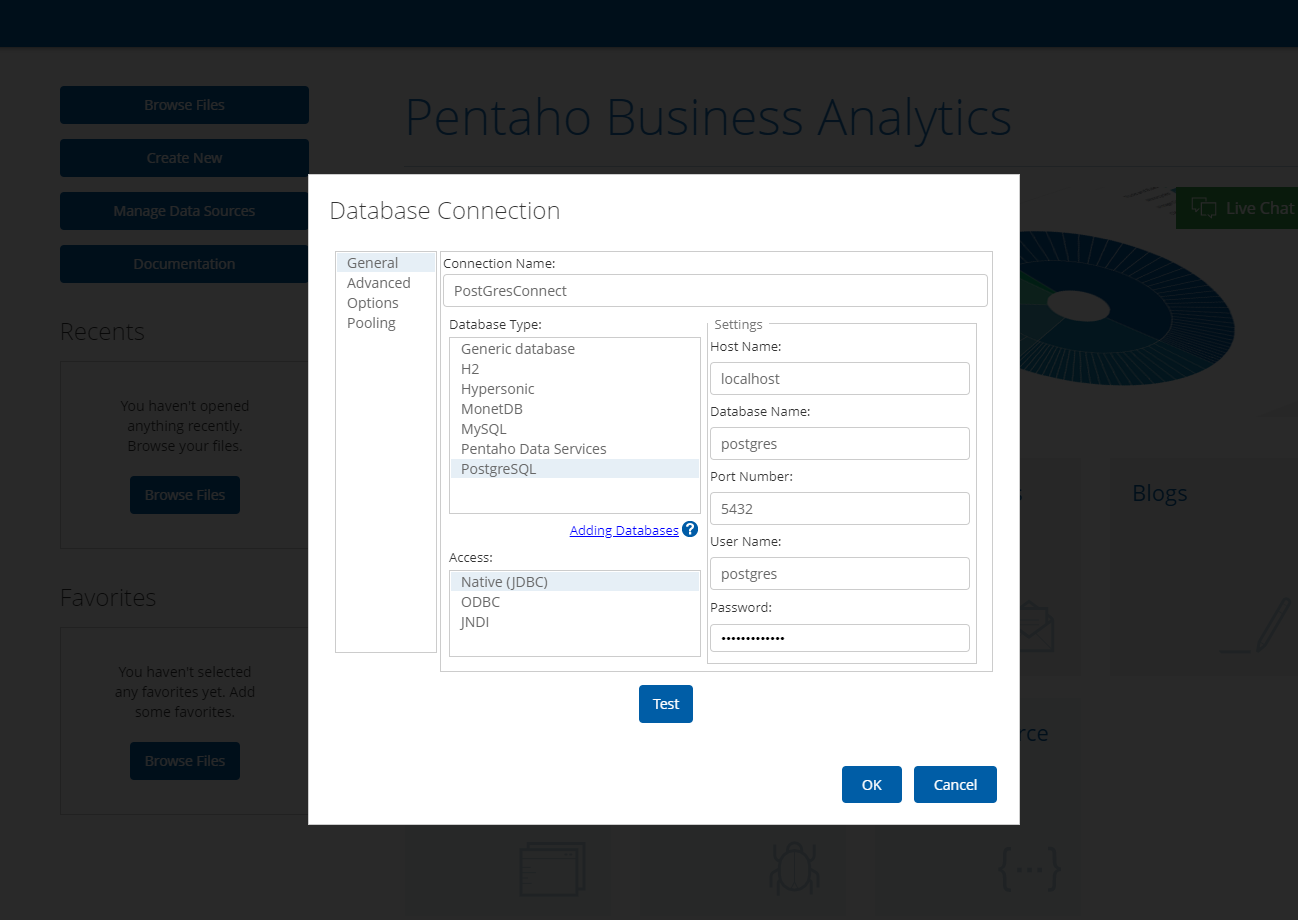 Browse Files
Create New
Manage Data Sources
Documentation
Recents
You haven't opened
anything recently.
Browse your files.
Browse Files
Favorites
You haven't selected
any favorites yet. Add
some favorites.
Browse Files
Pentaho Business Analytics
Live Chat
Blogs
Database Connection
General
Advanced
Options
Pooling
Connection Name:
PostGresConnect
Database Type:
Generic database
H2
Hypersonic
MonetDB
MySQL
Pentaho Data Services
PostgreSQL
Adding Databases ?
Access:
Native (JDBC)
ODBC
JNDI
Settings
Host Name:
localhost
Database Name:
postgres
Port Number:
5432
User Name:
postgres
Password:
•••••••••••••
Test
OK
Cancel